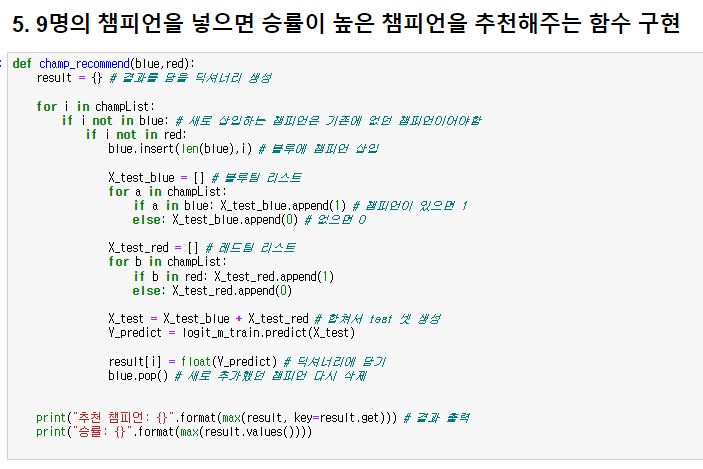 5. 9명의 챔피언을 넣으면 승률이 높은 챔피언을 추천해주는 함수 구현
def champ_recommend(blue,red):
    result = {} # 결과를 담을 딕셔너리 생성

    for i in champList:
        if i not in blue: # 새로 삽입하는 챔피언은 기존에 없던 챔피언이어야함
            if i not in red:
                blue.insert(len(blue),i) # 블루에 챔피언 삽입

                X_test_blue = [] # 블루팀 리스트
                for a in champList:
                    if a in blue: X_test_blue.append(1) # 챔피언이 있으면 1
                    else: X_test_blue.append(0) # 없으면 0

                X_test_red = [] # 레드팀 리스트
                for b in champList:
                    if b in red: X_test_red.append(1)
                    else: X_test_red.append(0)

                X_test = X_test_blue + X_test_red # 합쳐서 test 셋 생성
                Y_predict = logit_m_train.predict(X_test)

                result[i] = float(Y_predict) # 딕셔너리에 담기
                blue.pop() # 새로 추가했던 챔피언 다시 삭제

    print("추천 챔피언: {}".format(max(result, key=result.get))) # 결과 출력
    print("승률: {}".format(max(result.values())))